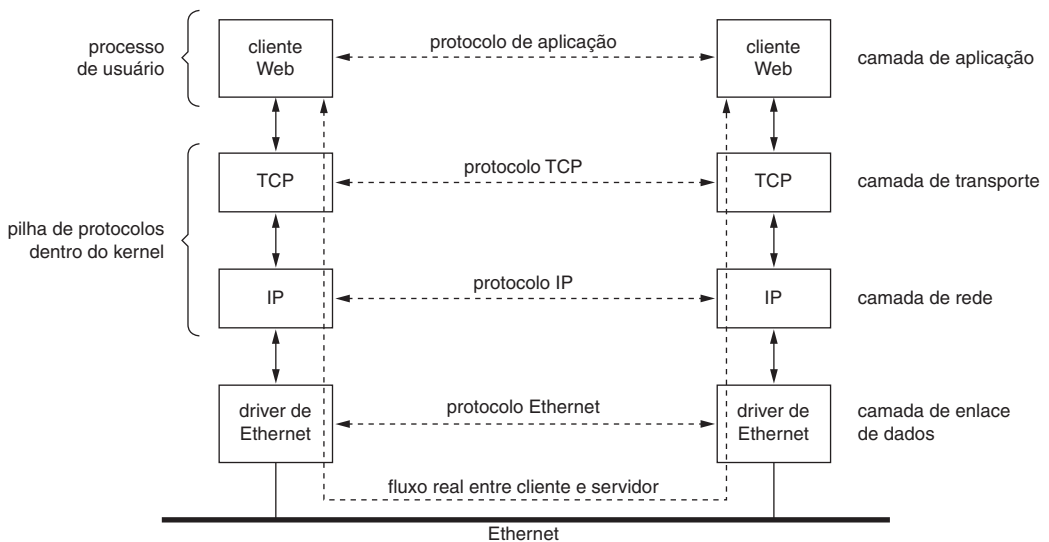 processo
de usuário
cliente
Web
protocolo de aplicação
cliente
Web
camada de aplicação
pilha de protocolos
dentro do kernel
TCP
protocolo TCP
TCP
camada de transporte
IP
protocolo IP
IP
camada de rede
driver de
Ethernet
protocolo Ethernet
driver de
Ethernet
camada de enlace
de dados
fluxo real entre cliente e servidor
Ethernet